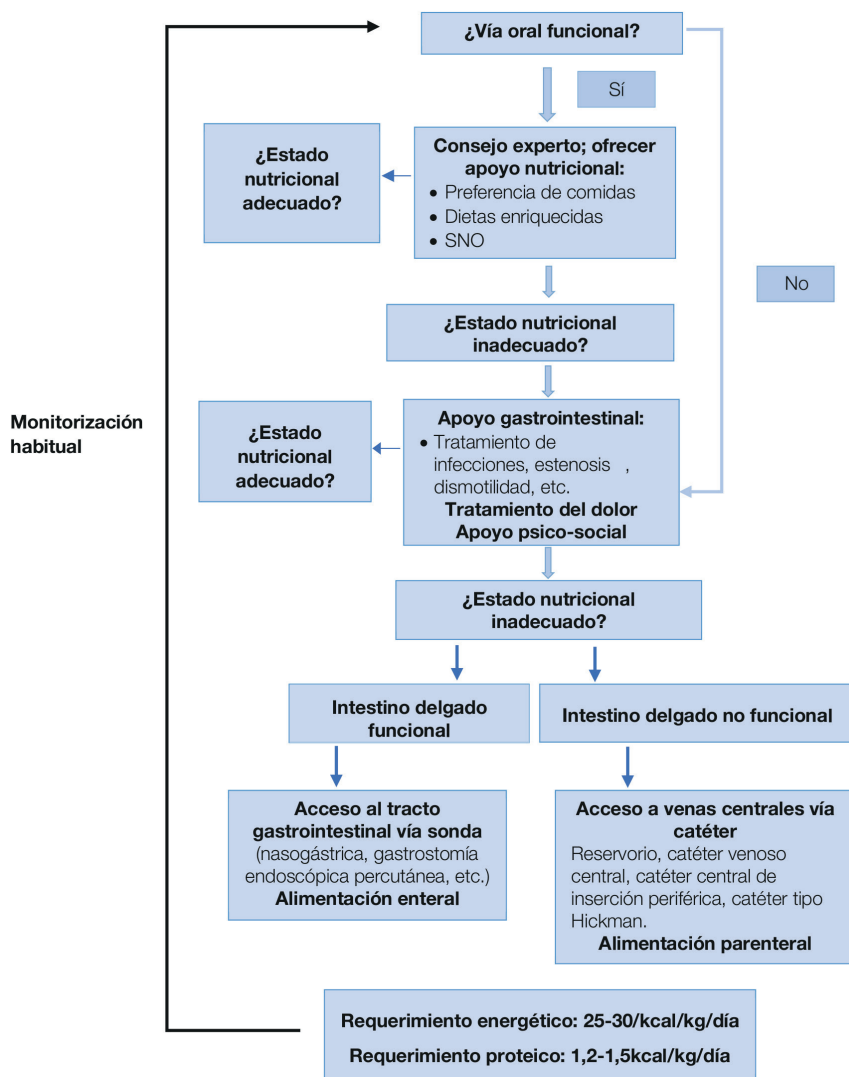 ¿Vía oral funcional?
Sí
Consejo experto; ofrecer
apoyo nutricional:
• Preferencia de comidas
• Dietas enriquecidas
• SNO
¿Estado
nutricional
adecuado?
No
¿Estado nutricional
inadecuado?
Monitorización
habitual
Apoyo gastrointestinal:
• Tratamiento de
infecciones, estenosis ,
dismotilidad, etc.
Tratamiento del dolor
Apoyo psico-social
¿Estado
nutricional
adecuado?
¿Estado nutricional
inadecuado?
Intestino delgado
funcional
Intestino delgado no funcional
Acceso al tracto
gastrointestinal vía sonda
(nasogástrica, gastrostomía
endoscópica percutánea, etc.)
Alimentación enteral
Acceso a venas centrales vía
catéter
Reservorio, catéter venoso
central, catéter central de
inserción periférica, catéter tipo
Hickman.
Alimentación parenteral
Requerimiento energético: 25-30/kcal/kg/día
Requerimiento proteico: 1,2-1,5kcal/kg/día